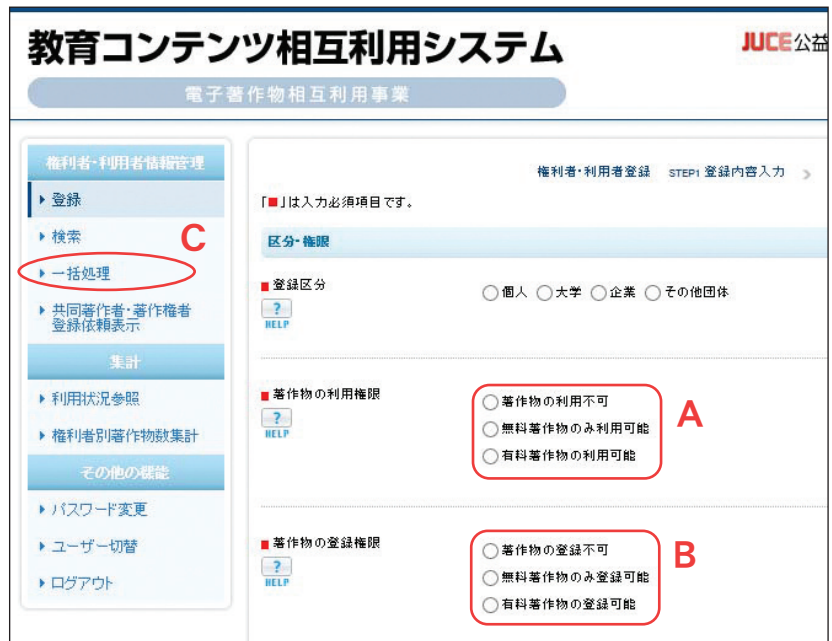 教育コンテンツ相互利用システム
JUCE公益
電子著作物相互利用事業
権利者・利用者情報管理
登録
検索
C
一括処理
共同著作者・著作権者
登録依頼表示
集計
利用状況参照
権利者別著作物数集計
その他の機能
パスワード変更
ユーザー切替
ログアウト
権利者・利用者登録 STEP1 登録内容入力
「■」は入力必須項目です。
区分・権限
■登録区分
?
HELP
個人 大学 企業 その他団体
■著作物の利用権限
?
HELP
著作物の利用不可
無料著作物のみ利用可能
有料著作物の利用可能
A
■著作物の登録権限
?
HELP
著作物の登録不可
無料著作物のみ登録可能
有料著作物の登録可能
B